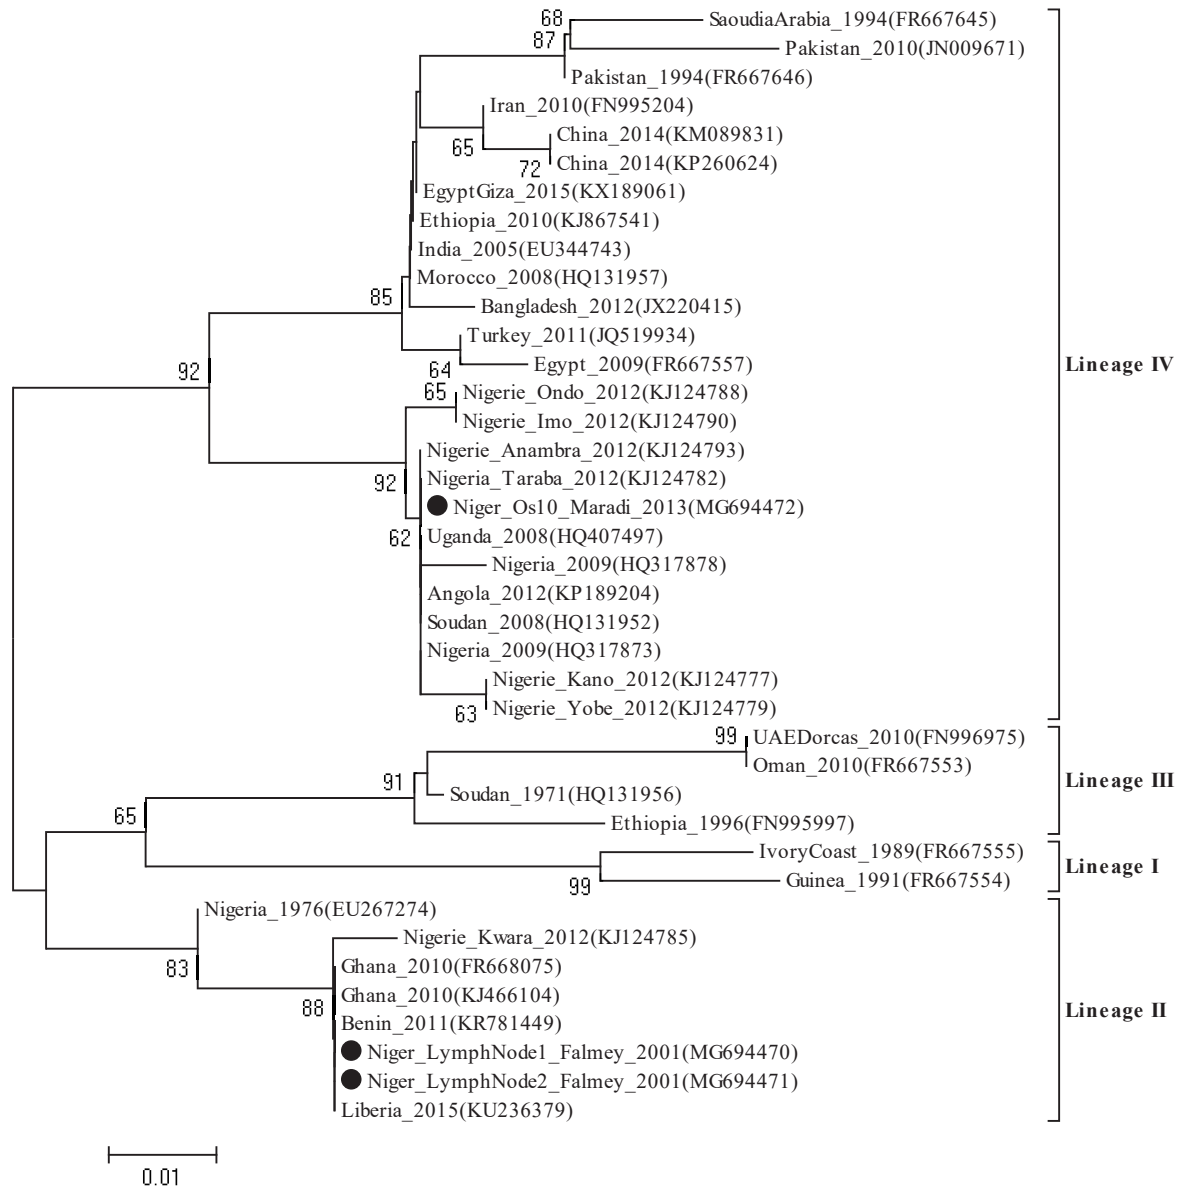 68
SaoudiaArabia_1994(FR667645)
87
Pakistan_2010(JN009671)
Pakistan_1994(FR667646)
Iran_2010(FN995204)
65
China_2014(KM089831)
72
China_2014(KP260624)
EgyptGiza_2015(KX189061)
Ethiopia_2010(KJ867541)
India_2005(EU344743)
Morocco_2008(HQ131957)
85
Bangladesh_2012(JX220415)
Turkey_2011(JQ519934)
64
Egypt_2009(FR667557)
92
Lineage IV
65
Nigerie_Ondo_2012(KJ124788)
Nigerie_Imo_2012(KJ124790)
Nigerie_Anambra_2012(KJ124793)
92
Nigeria_Taraba_2012(KJ124782)
Niger_Os10_Maradi_2013(MG694472)
62
Uganda_2008(HQ407497)
Nigeria_2009(HQ317878)
Angola_2012(KP189204)
Soudan_2008(HQ131952)
Nigeria_2009(HQ317873)
Nigerie_Kano_2012(KJ124777)
63
Nigerie_Yobe_2012(KJ124779)
99
UAEDorcas_2010(FN996975)
Oman_2010(FR667553)
91
Lineage III
Soudan_1971(HQ131956)
65
Ethiopia_1996(FN995997)
IvoryCoast_1989(FR667555)
Lineage I
99
Guinea_1991(FR667554)
Nigeria_1976(EU267274)
Nigerie_Kwara_2012(KJ124785)
83
Ghana_2010(FR668075)
88
Ghana_2010(KJ466104)
Lineage II
Benin_2011(KR781449)
Niger_LymphNode1_Falmey_2001(MG694470)
Niger_LymphNode2_Falmey_2001(MG694471)
Liberia_2015(KU236379)
0.01